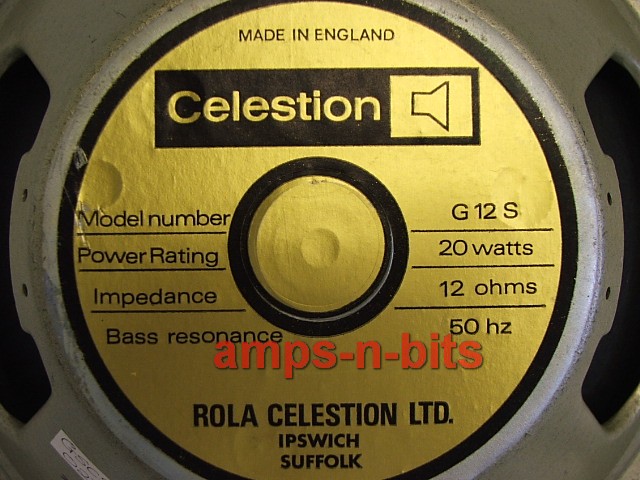 MADE IN ENGLAND
Celestion
Model number G 12 S
Power Rating 20 watts
Impedance 12 ohms
Bass resonance 50 hz
amps-n-bits
ROLA CELESTION LTD.
IPSWICH
SUFFOLK